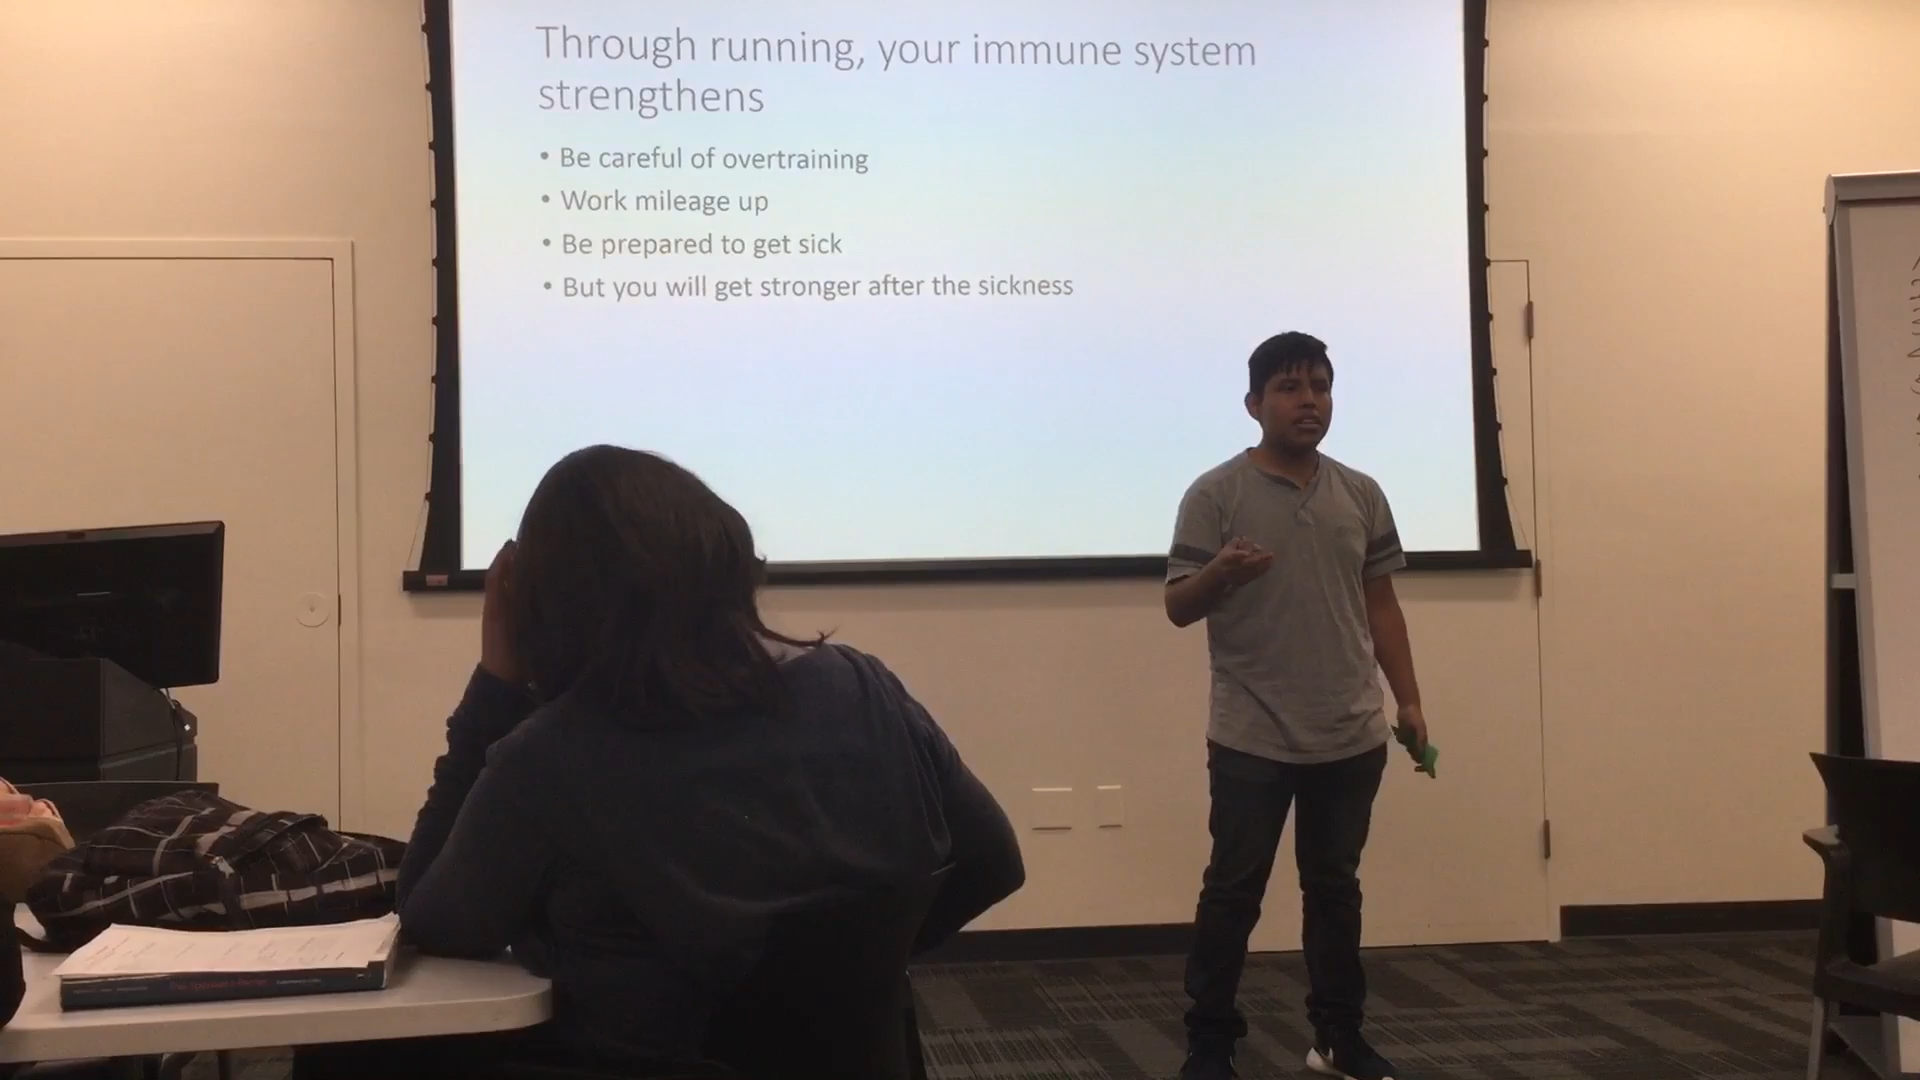 Through running, your immune system
strengthens
• Be careful of overtraining
• Work mileage up
• Be prepared to get sick
• But you will get stronger after the sickness